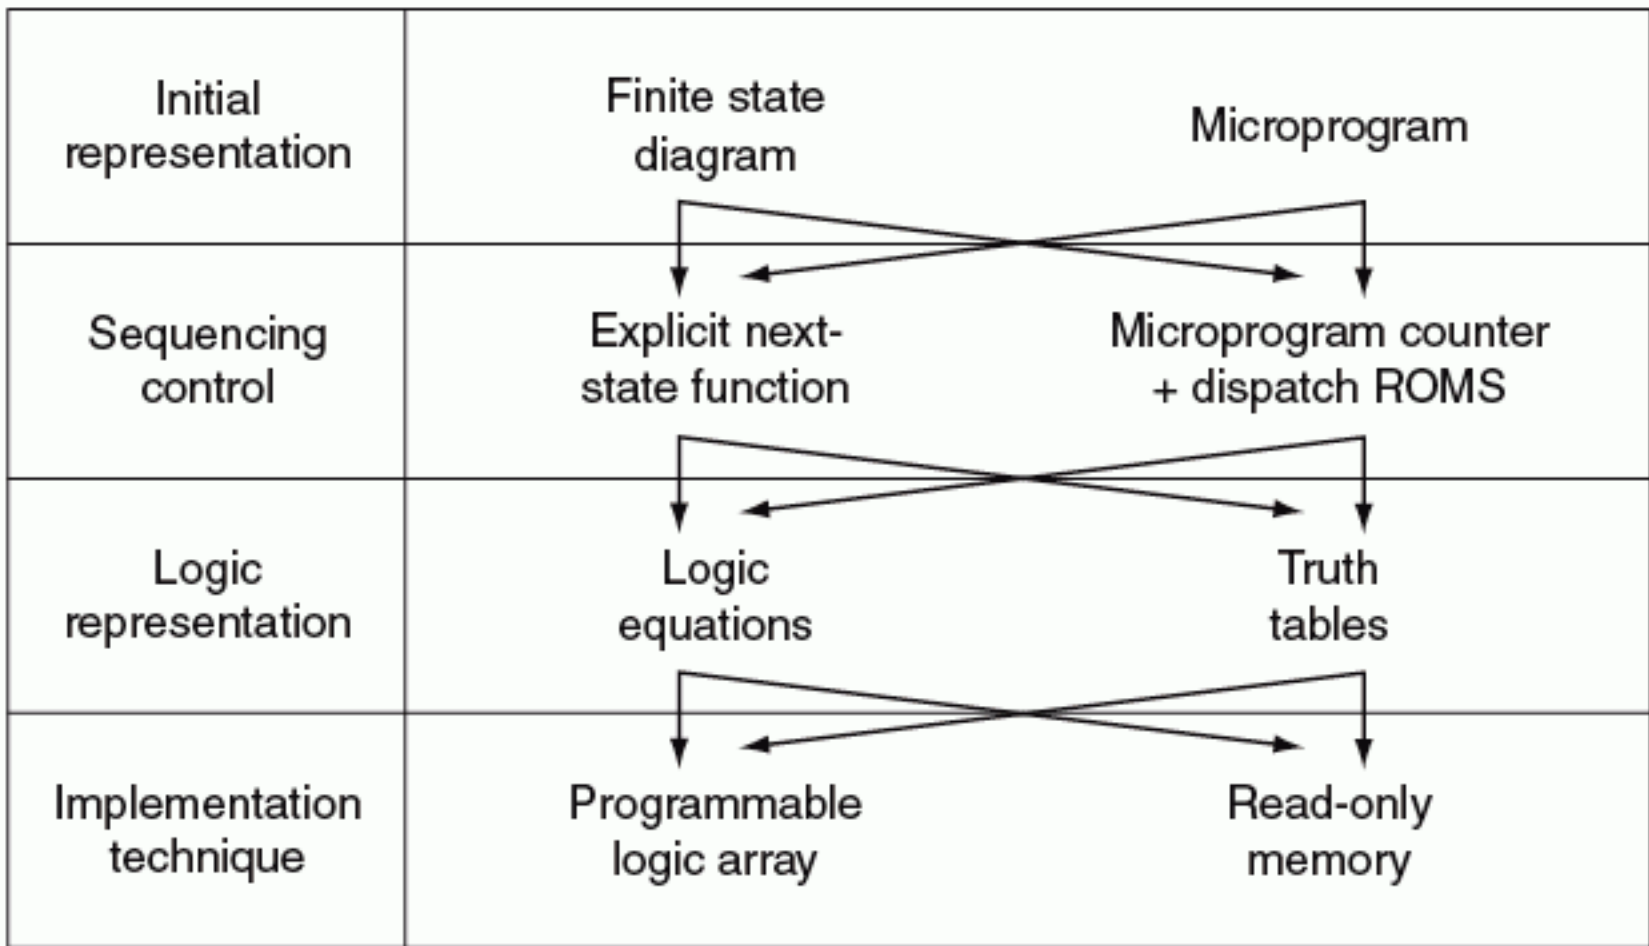 Initial
representation
Finite state
diagram
Microprogram
Sequencing
control
Explicit next-
state function
Microprogram counter
+ dispatch ROMS
Logic
representation
Logic
equations
Truth
tables
Implementation
technique
Programmable
logic array
Read-only
memory